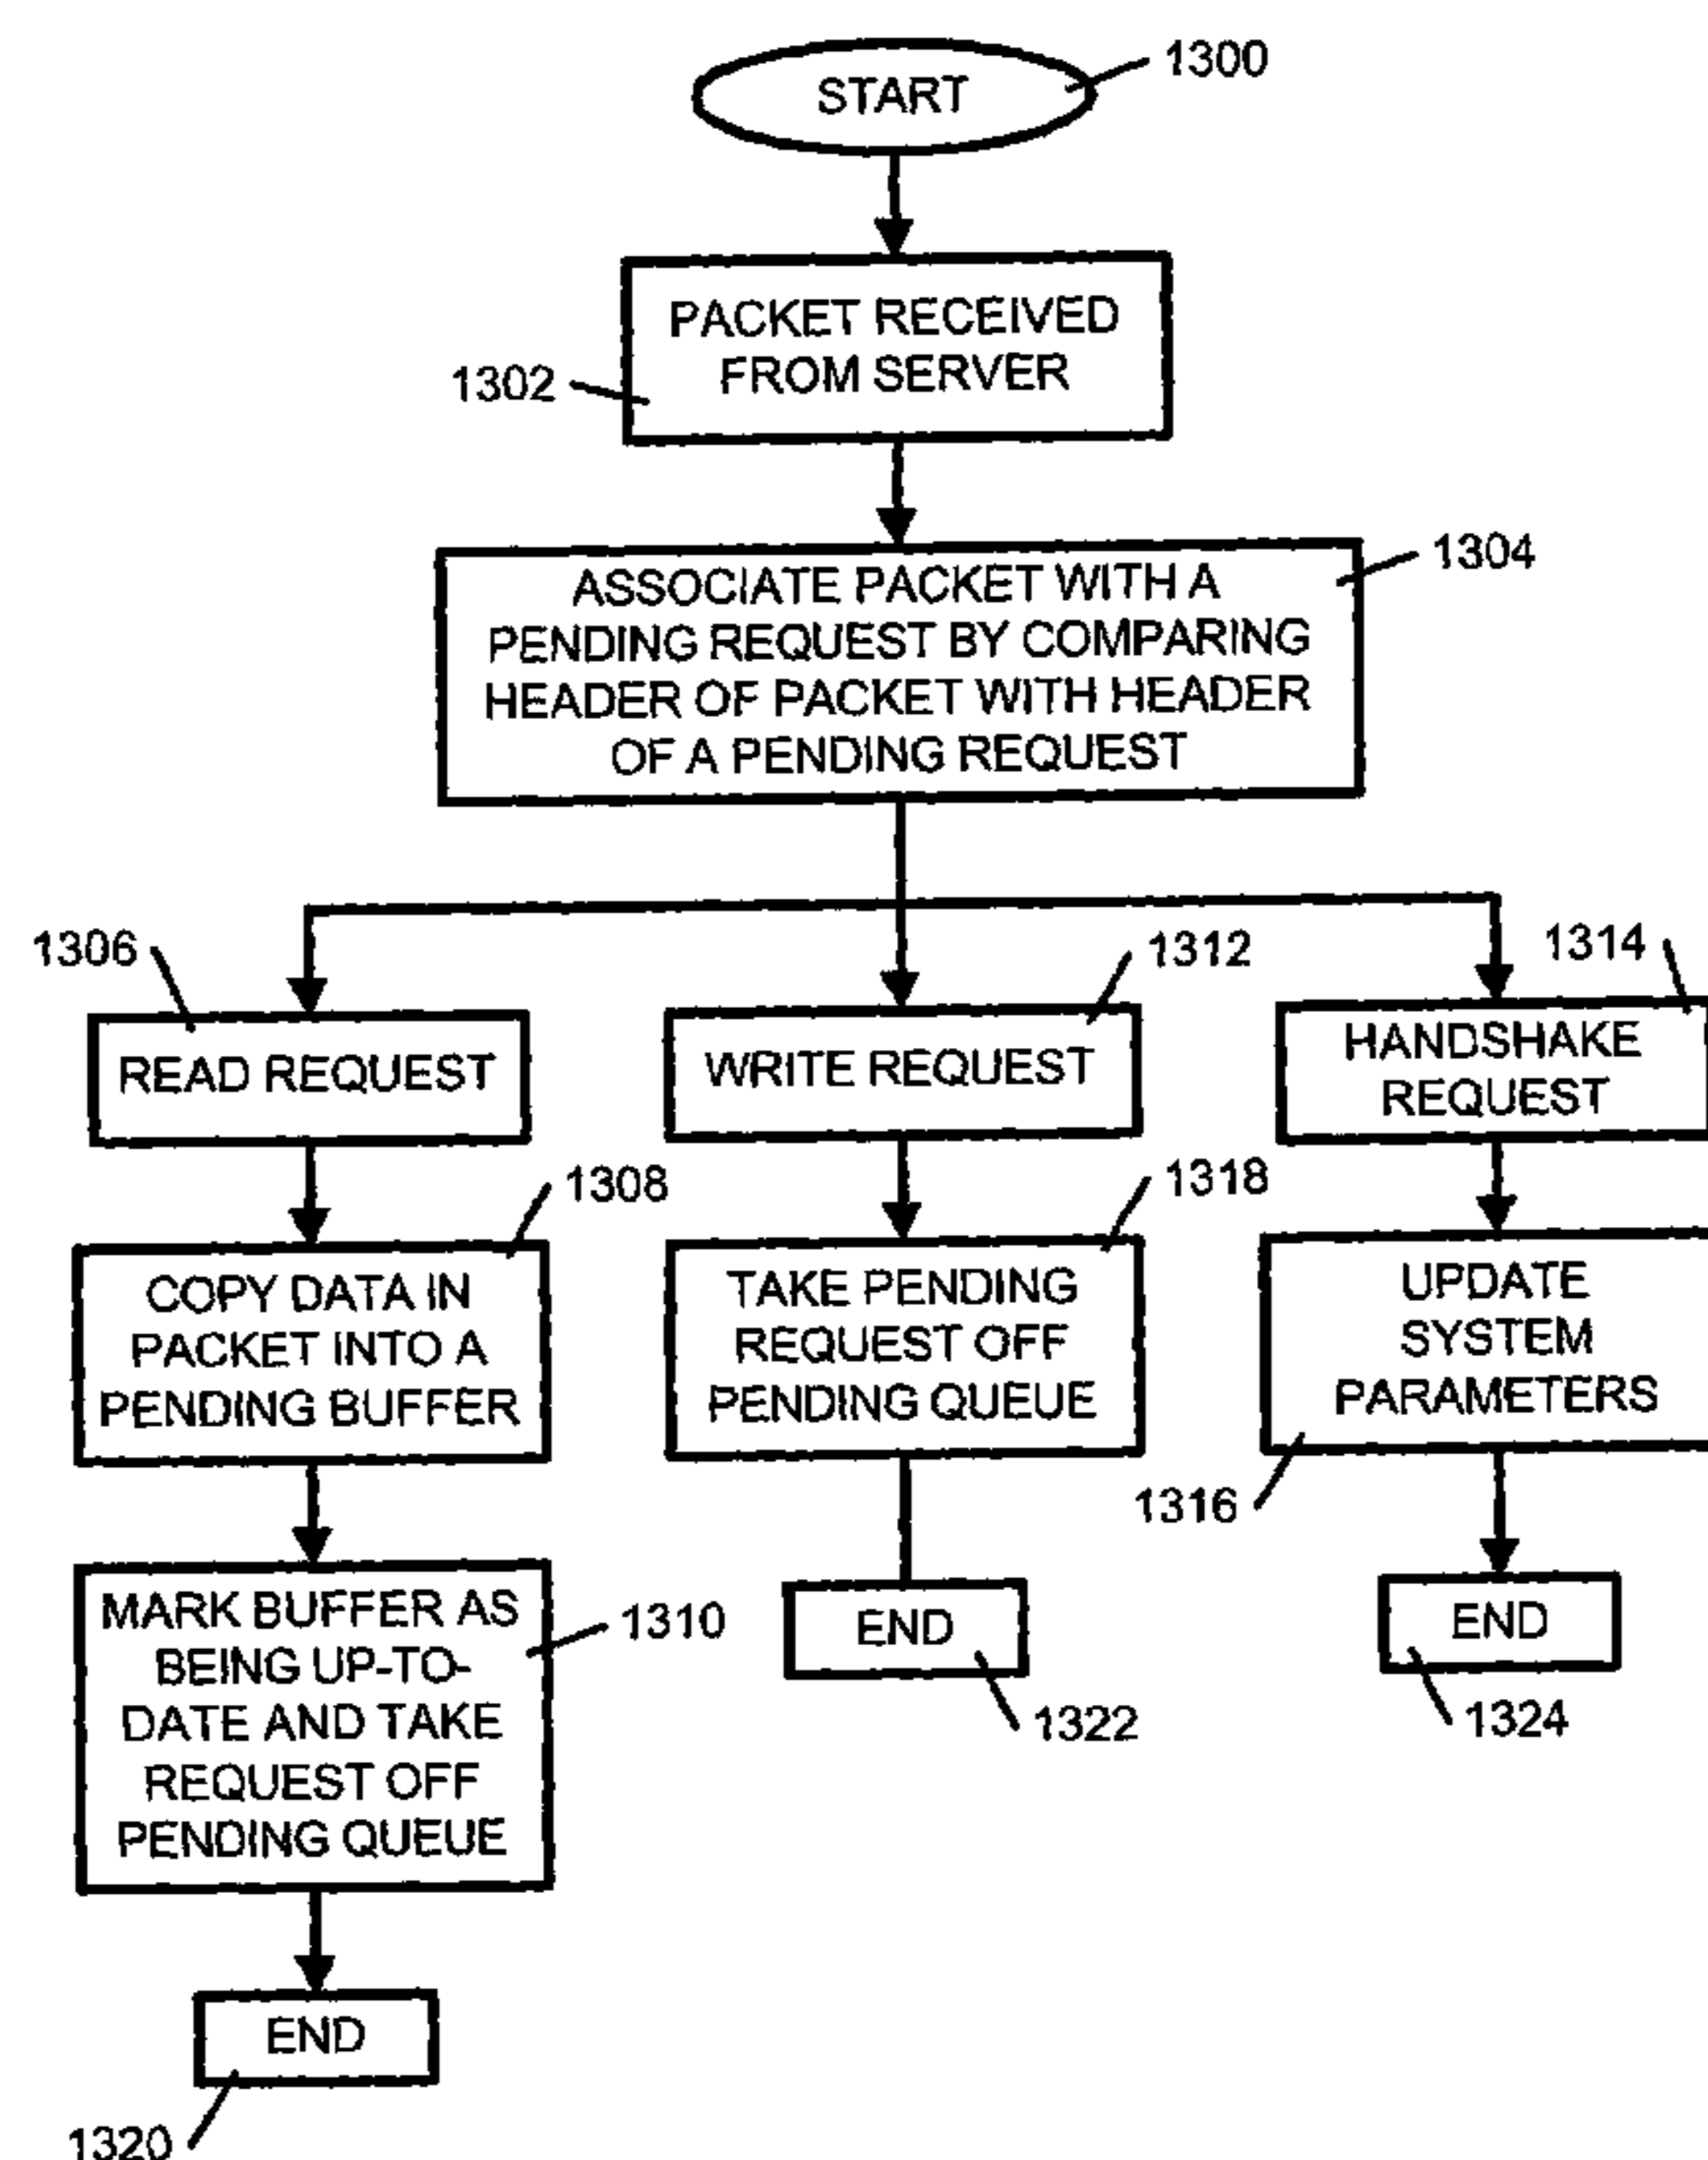 START
1300
PACKET RECEIVED
FROM SERVER
1302
ASSOCIATE PACKET WITH A
PENDING REQUEST BY COMPARING
HEADER OF PACKET WITH HEADER
OF A PENDING REQUEST
1304
1306
READ REQUEST
1312
WRITE REQUEST
1314
HANDSHAKE
REQUEST
1308
COPY DATA IN
PACKET INTO A
PENDING BUFFER
1318
TAKE PENDING
REQUEST OFF
PENDING QUEUE
UPDATE
SYSTEM
PARAMETERS
1316
MARK BUFFER AS
BEING UP-TO-
DATE AND TAKE
REQUEST OFF
PENDING QUEUE
1310
END
1322
END
1324
END
1320